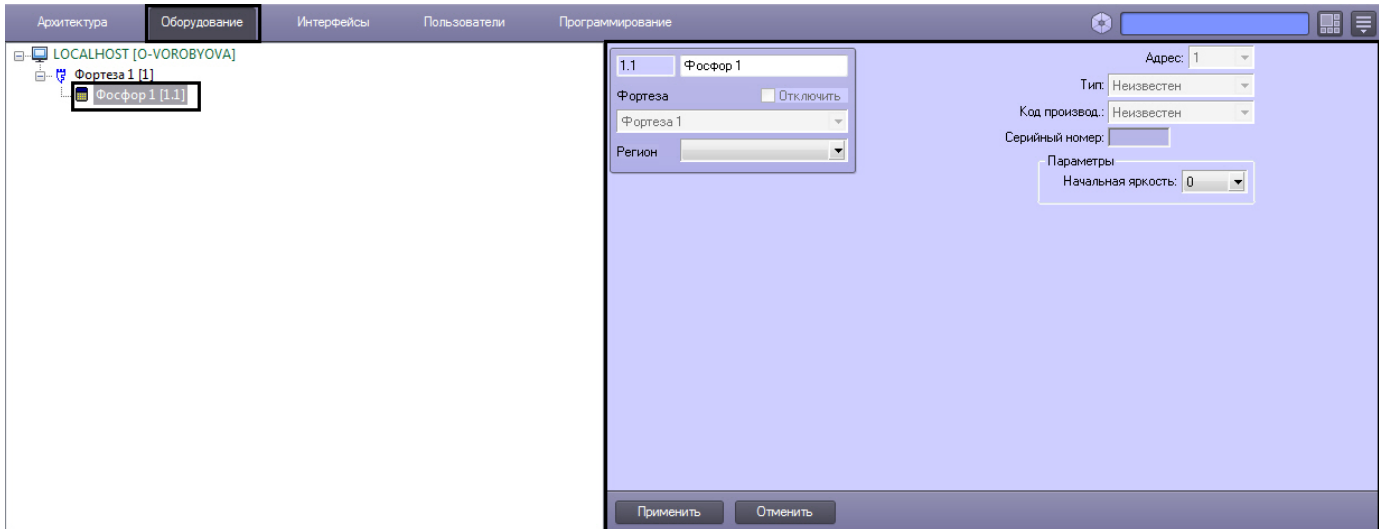 Архитектура Оборудование Интерфейсы Пользователи Программирование
LOCALHOST [O-VOROBYOVA]
Фортеза 1 [1]
Фосфор 1 [1.1]
1.1 Фосфор 1
Фортеза Отключить
Фортеза 1
Регион
Адрес: 1
Тип: Неизвестен
Код производ.: Неизвестен
Серийный номер:
Параметры
Начальная яркость: 0
Применить Отменить